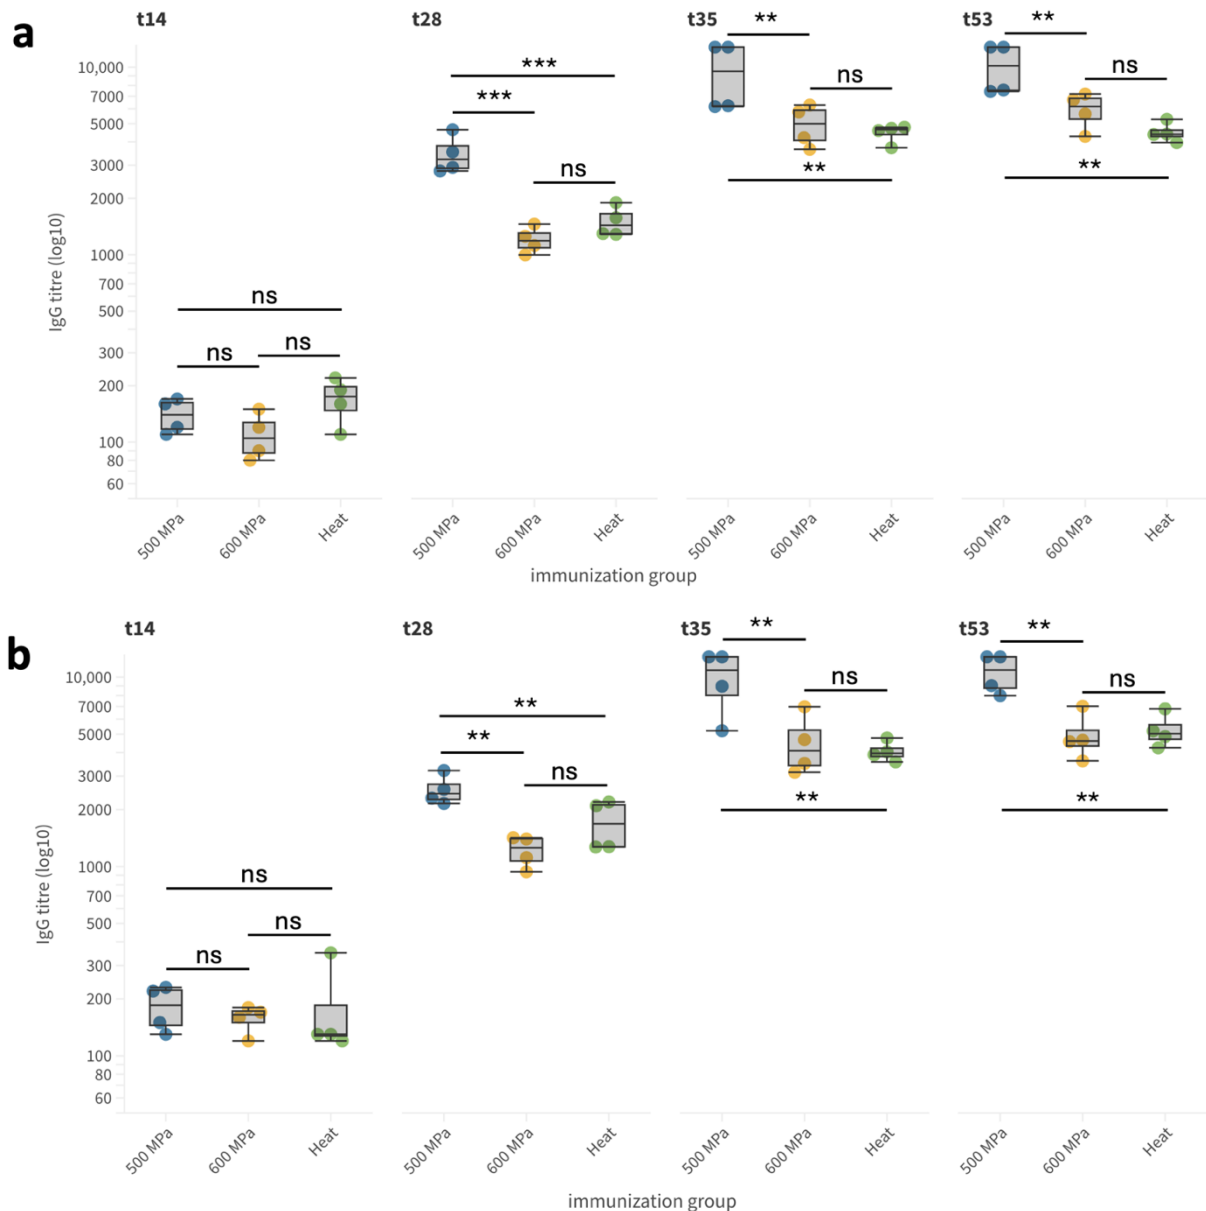 a
t14 t28 t35 t53
** **
*** ns ns
***
ns
** **
ns
ns ns
IgG titre (log10)
10,000
7000
5000
3000
2000
1000
700
500
300
200
100
80
60
500 MPa 600 MPa Heat 500 MPa 600 MPa Heat 500 MPa 600 MPa Heat 500 MPa 600 MPa Heat
immunization group
b
t14 t28 t35 t53
** **
** ns ns
**
ns
** **
ns
ns
ns
IgG titre (log10)
10,000
7000
5000
3000
2000
1000
700
500
300
200
100
80
60
500 MPa 600 MPa Heat 500 MPa 600 MPa Heat 500 MPa 600 MPa Heat 500 MPa 600 MPa Heat
immunization group